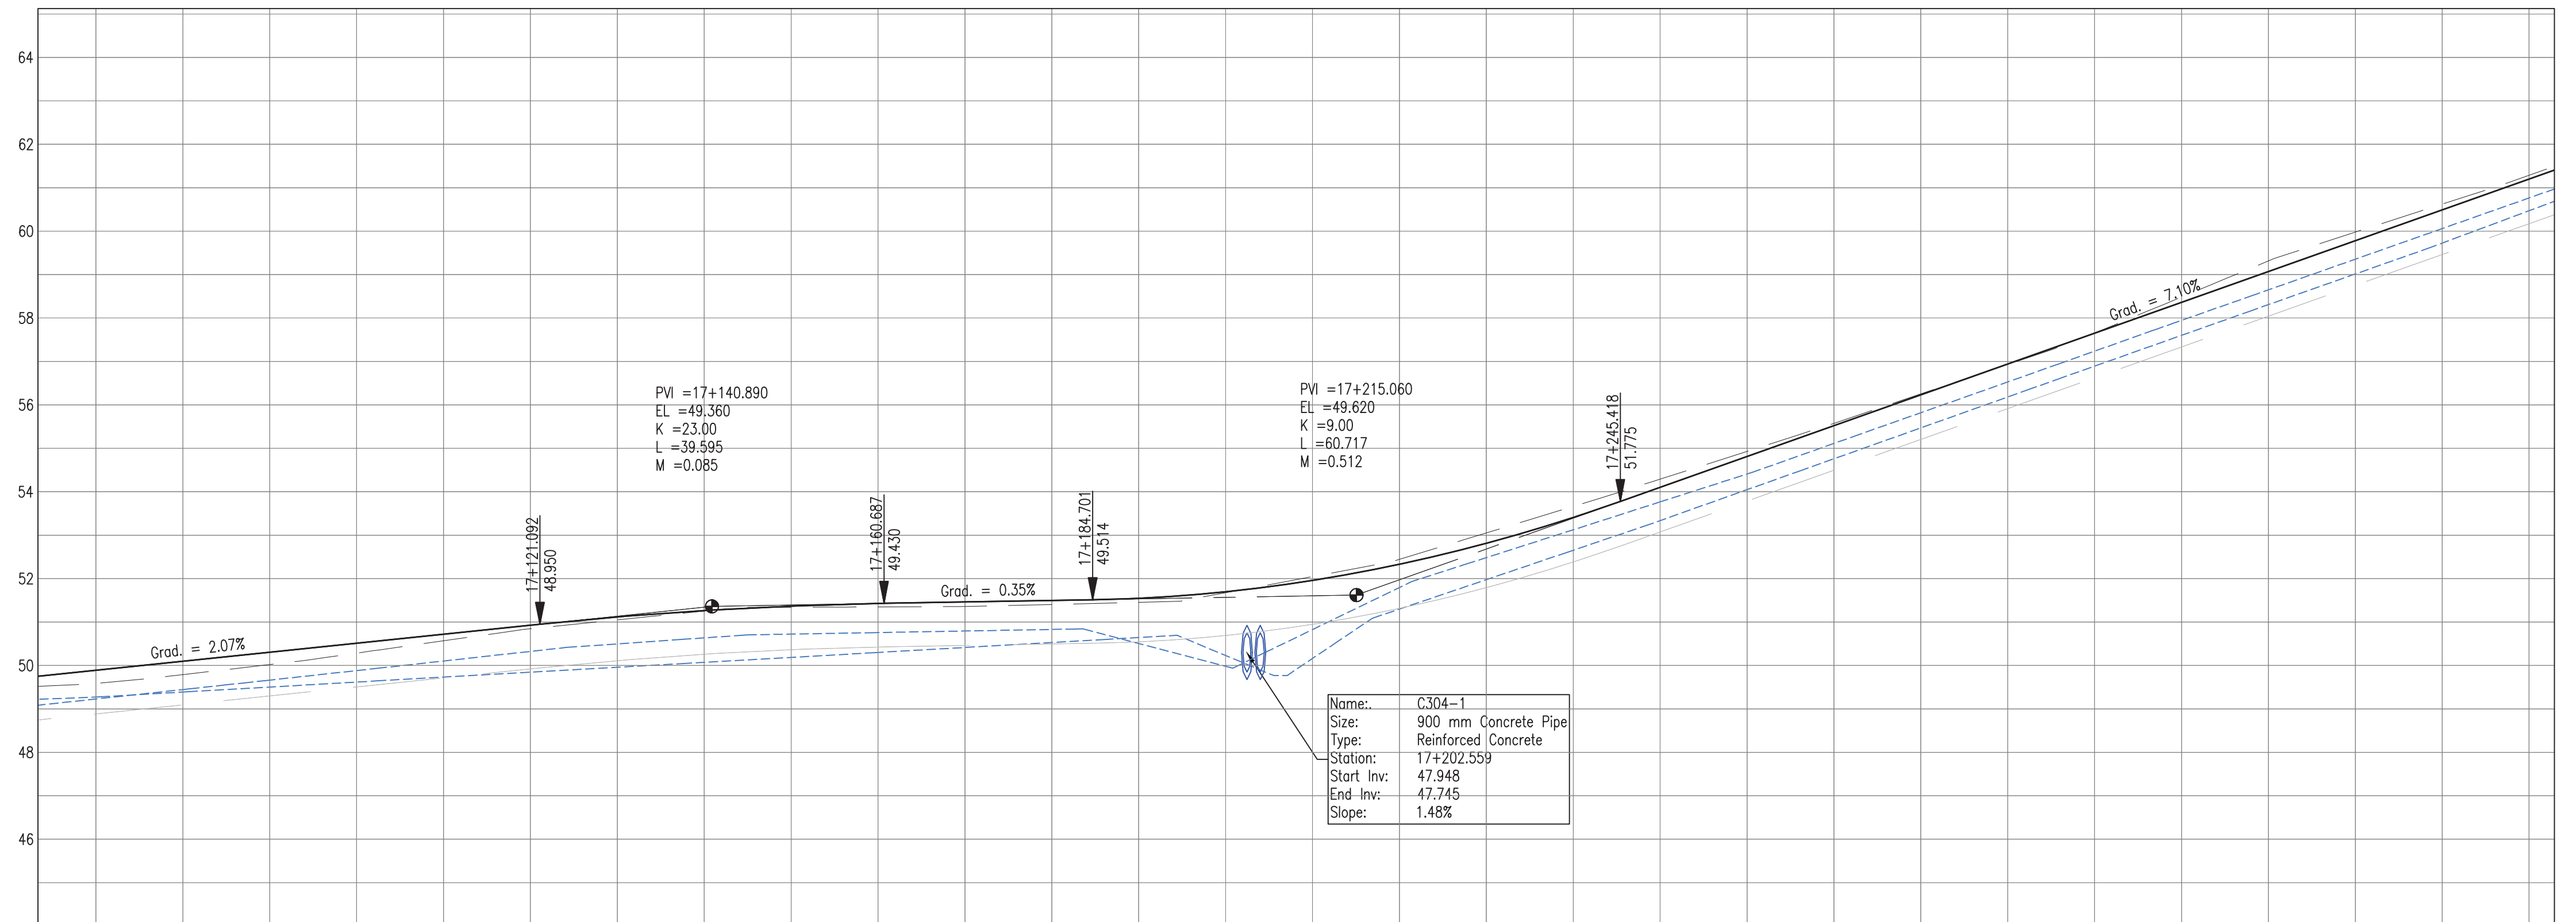 64
62
60
58
56
54
52
50
48
46
Grad. = 2.07%
17+121.092
48.950
PVI =17+140.890
EL =49.360
K =23.00
L =39.595
M =0.085
17+160.687
49.430
Grad. = 0.35%
17+184.701
49.514
PVI =17+215.060
EL =49.620
K =9.00
L =60.717
M =0.512
17+245.418
51.775
Grad. = 7.10%
Name:. C304-1
Size: 900 mm Concrete Pipe
Type: Reinforced Concrete
Station: 17+202.559
Start Inv: 47.948
End Inv: 47.745
Slope: 1.48%